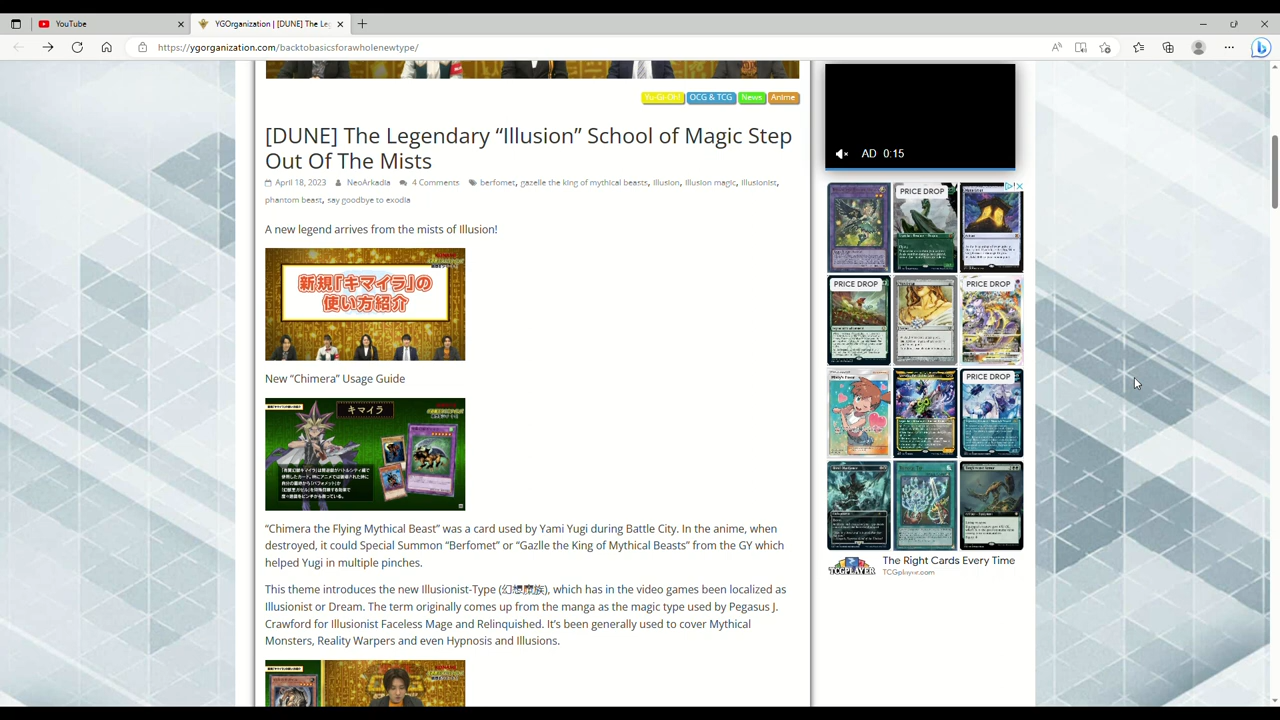 YouTube
YGOrganization | [DUNE] The Leg
https://ygorganization.com/backtobasicsforawholenewtype/
Yu-Gi-Oh! OCG & TCG News Anime
[DUNE] The Legendary “Illusion” School of Magic Step
Out Of The Mists
April 18, 2023 NeoArkadia 4 Comments berfomet, gazelle the king of mythical beasts, illusion, illusion magic, illusionist,
phantom beast, say goodbye to exodia
A new legend arrives from the mists of Illusion!
新規「キマイラ」の
使い方紹介
New “Chimera” Usage Guide
キマイラ
“Chimera the Flying Mythical Beast” was a card used by Yami Yugi during Battle City. In the anime, when
destroyed, it could Special Summon “Berfomet” or “Gazlle the King of Mythical Beasts” from the GY which
helped Yugi in multiple pinches.
This theme introduces the new Illusionist-Type (幻想魔族), which has in the video games been localized as
Illusionist or Dream. The term originally comes up from the manga as the magic type used by Pegasus J.
Crawford for Illusionist Faceless Mage and Relinquished. It’s been generally used to cover Mythical
Monsters, Reality Warpers and even Hypnosis and Illusions.
AD 0:15
PRICE DROP
PRICE DROP
PRICE DROP
PRICE DROP
TCGPLAYER
The Right Cards Every Time
TCGplayer.com